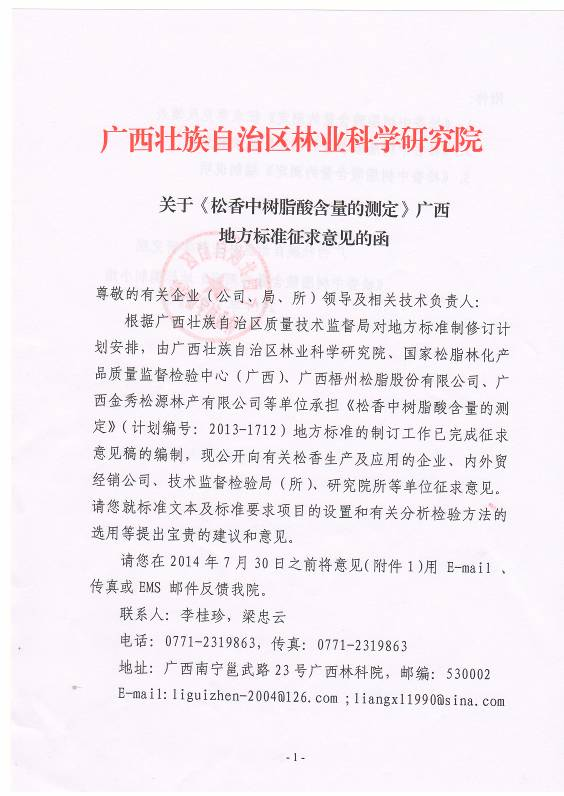 广西壮族自治区林业科学研究院
关于《松香中树脂酸含量的测定》广西
地方标准征求意见的函
尊敬的有关企业（公司、局、所）领导及相关技术负责人：
根据广西壮族自治区质量技术监督局对地方标准制修订计
划安排，由广西壮族自治区林业科学研究院、国家松脂林化产
品质量监督检验中心（广西）、广西梧州松脂股份有限公司、广
西金秀松源林产有限公司等单位承担《松香中树脂酸含量的测
定》（计划编号：2013-1712）地方标准的制订工作已完成征求
意见稿的编制，现公开向有关松香生产及应用的企业、内外贸
经销公司、技术监督检验局（所）、研究院所等单位征求意见。
请您就标准文本及标准要求项目的设置和有关分析检验方法的
选用等提出宝贵的建议和意见。
请您在2014年7月30日之前将意见(附件1)用 E-mail 、
传真或EMS 邮件反馈我院。
联系人：李桂珍，梁忠云
电话：0771-2319863，传真：0771-2319863
地址：广西南宁邕武路23号广西林科院，邮编：530002
E-mail:liguizhen-2004@126.com ;liangxl1990@sina.com
- 1 -